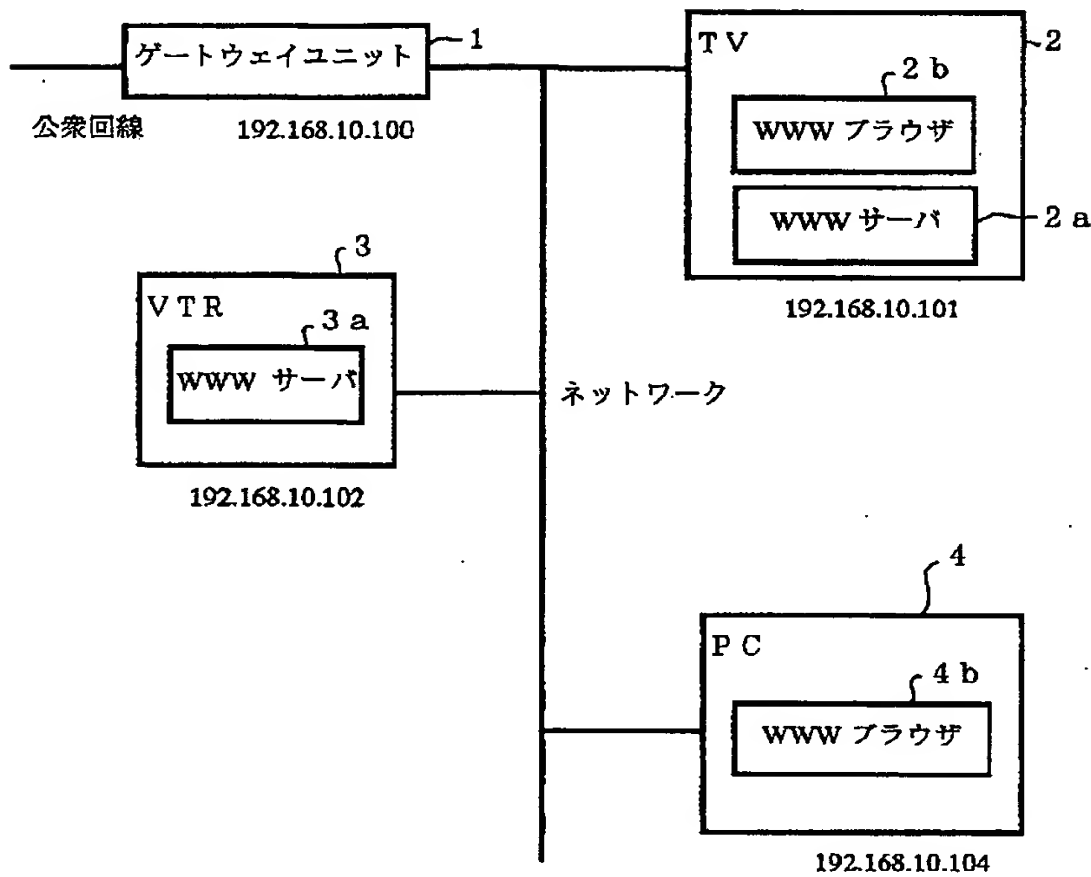 ゲートウェイユニット
1
公衆回線
192.168.10.100
TV
2
2b
WWW ブラウザ
WWW サーバ
2a
192.168.10.101
3
VTR
3a
WWW サーバ
ネットワーク
192.168.10.102
4
PC
4b
WWW ブラウザ
192.168.10.104